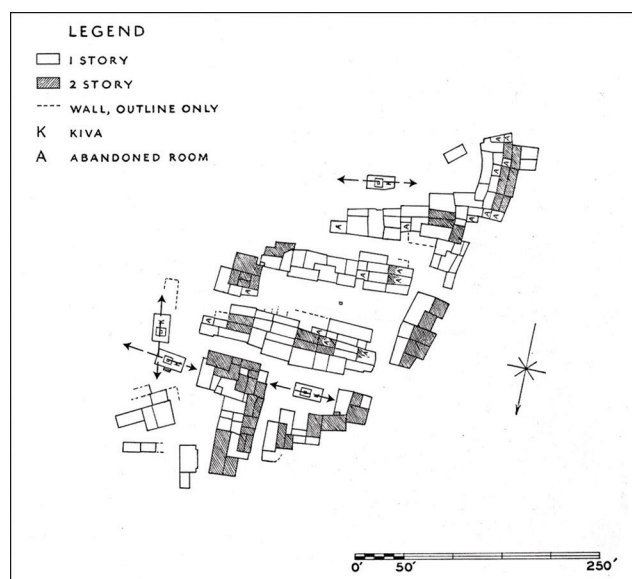 LEGEND
1 STORY
2 STORY
WALL, OUTLINE ONLY
K KIVA
A ABANDONED ROOM
0' 50' 250'